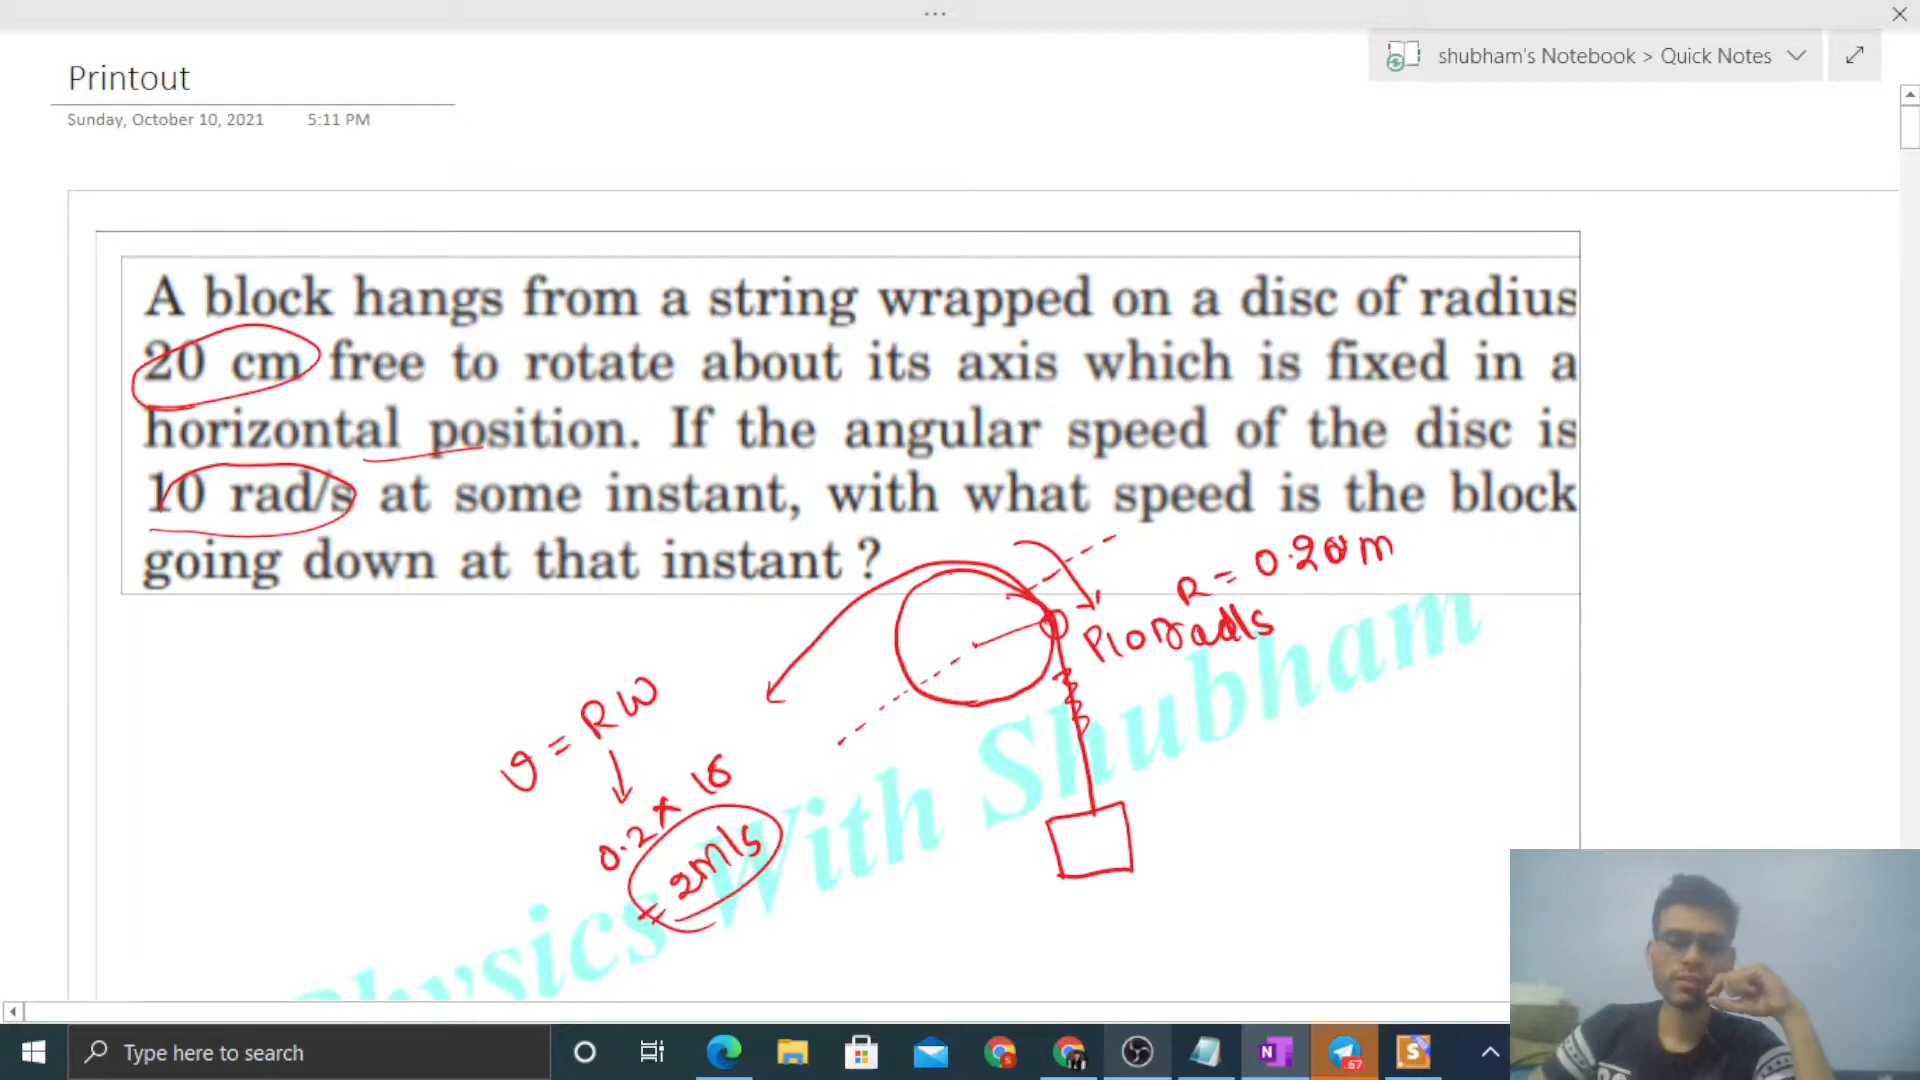 ...
shubham's Notebook > Quick Notes
Printout
Sunday, October 10, 2021 5:11 PM
A block hangs from a string wrapped on a disc of radius
20 cm free to rotate about its axis which is fixed in a
horizontal position. If the angular speed of the disc is
10 rad/s at some instant, with what speed is the block
going down at that instant ?
R = 0.20 m
10 rad/s
v = Rω
0.2 × 10
= 2m/s
Physics With Shubham
Type here to search
N
.67
S